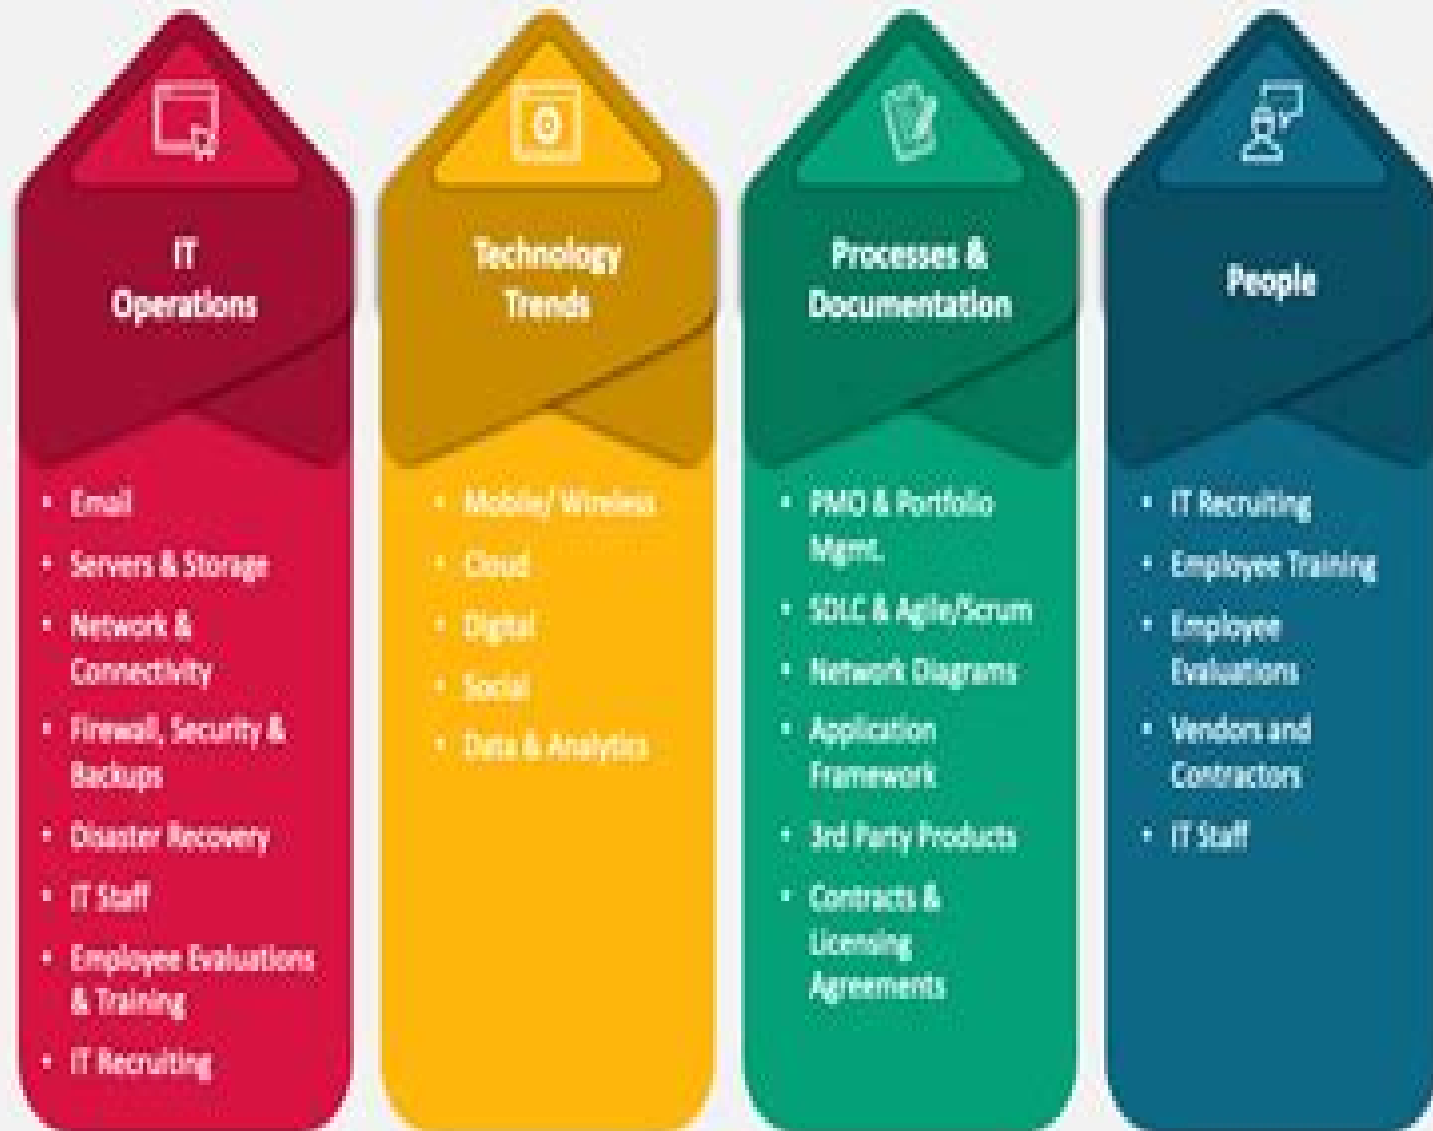 IT
Operations
• Email
• Servers & Storage
• Network &
Connectivity
• Firewall, Security &
Backups
• Disaster Recovery
• IT Staff
• Employee Evaluations
& Training
• IT Recruiting
Technology
Trends
• Mobile/ Wireless
• Cloud
• Digital
• Social
• Data & Analytics
Processes &
Documentation
• PMO & Portfolio
Mgmt.
• SDLC & Agile/Scrum
• Network Diagrams
• Application
Framework
• 3rd Party Products
• Contracts &
Licensing
Agreements
People
• IT Recruiting
• Employee Training
• Employee
Evaluations
• Vendors and
Contractors
• IT Staff